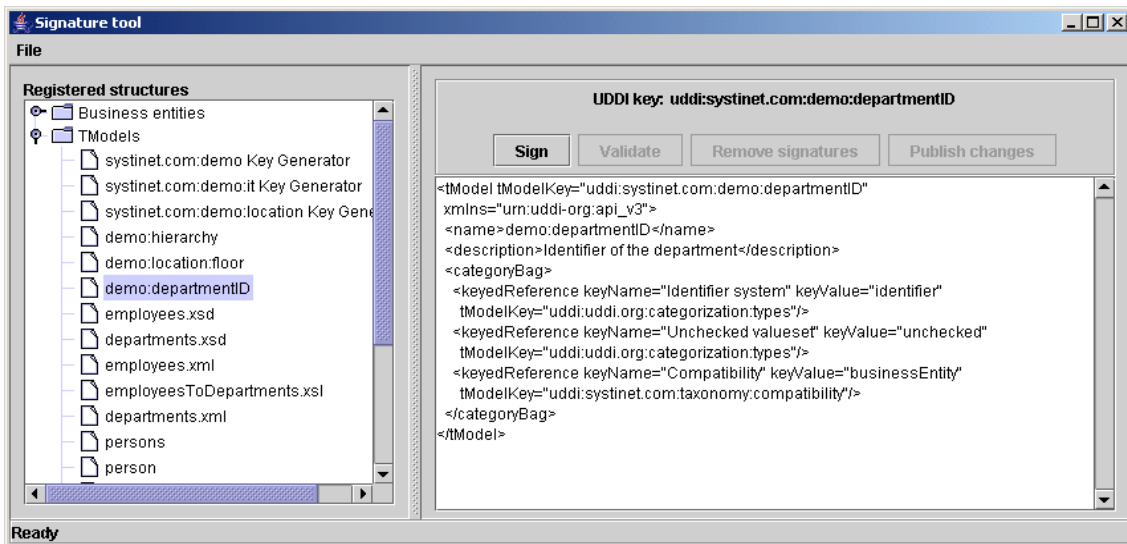 Signature tool
File
Registered structures
Business entities
TModels
systinet.com:demo Key Generator
systinet.com:demo:it Key Generator
systinet.com:demo:location Key Gene
demo:hierarchy
demo:location:floor
demo:departmentID
employees.xsd
departments.xsd
employees.xml
employeesToDepartments.xsl
departments.xml
persons
person
UDDI key: uddi:systinet.com:demo:departmentID
Sign Validate Remove signatures Publish changes
<tModel tModelKey="uddi:systinet.com:demo:departmentID"
xmlns="urn:uddi-org:api_v3">
<name>demo:departmentID</name>
<description>Identifier of the department</description>
<categoryBag>
<keyedReference keyName="Identifier system" keyValue="identifier"
tModelKey="uddi:uddi.org:categorization:types"/>
<keyedReference keyName="Unchecked valueset" keyValue="unchecked"
tModelKey="uddi:uddi.org:categorization:types"/>
<keyedReference keyName="Compatibility" keyValue="businessEntity"
tModelKey="uddi:systinet.com:taxonomy:compatibility"/>
</categoryBag>
</tModel>
Ready